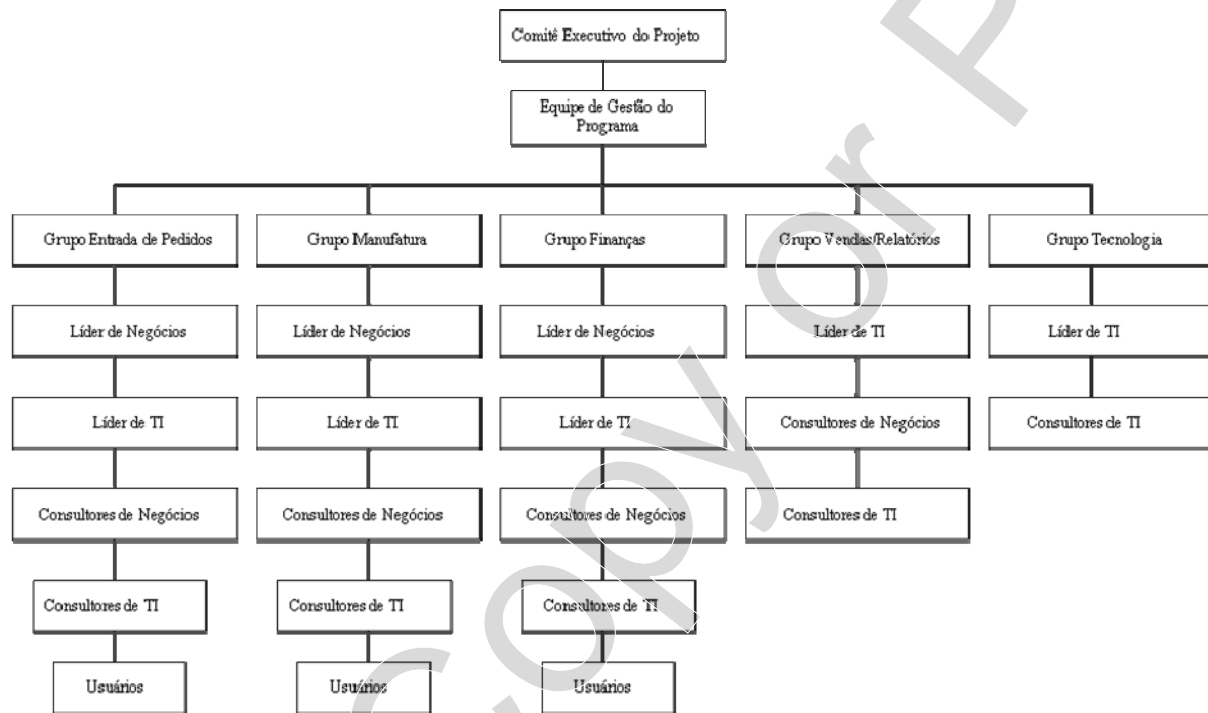 Comitê Executivo do Projeto
Equipe de Gestão do
Programa
Grupo Entrada de Pedidos
Grupo Manufatura
Grupo Finanças
Grupo Vendas/Relatórios
Grupo Tecnologia
Líder de Negócios
Líder de Negócios
Líder de Negócios
Líder de TI
Líder de TI
Líder de TI
Líder de TI
Líder de TI
Consultores de Negócios
Consultores de TI
Consultores de Negócios
Consultores de Negócios
Consultores de Negócios
Consultores de TI
Consultores de TI
Consultores de TI
Consultores de TI
Usuários
Usuários
Usuários
Copy or P